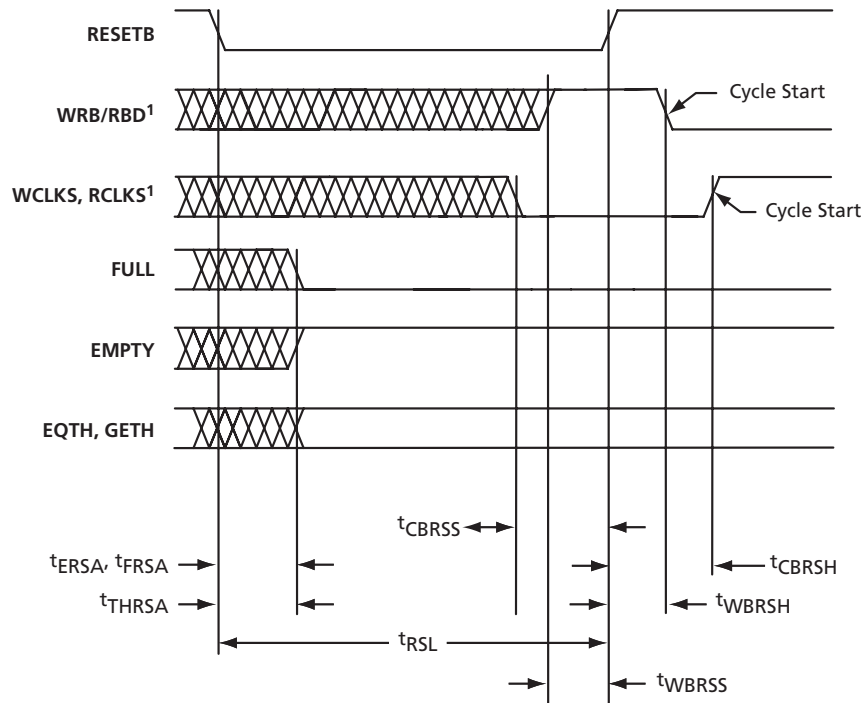 RESETB
WRB/RBD¹
Cycle Start
WCLKS, RCLKS¹
Cycle Start
FULL
EMPTY
EQTH, GETH
tCBRSS
tERSA, tFRSA
tCBRSH
tTHRSA
tWBRSH
tRSL
tWBRSS